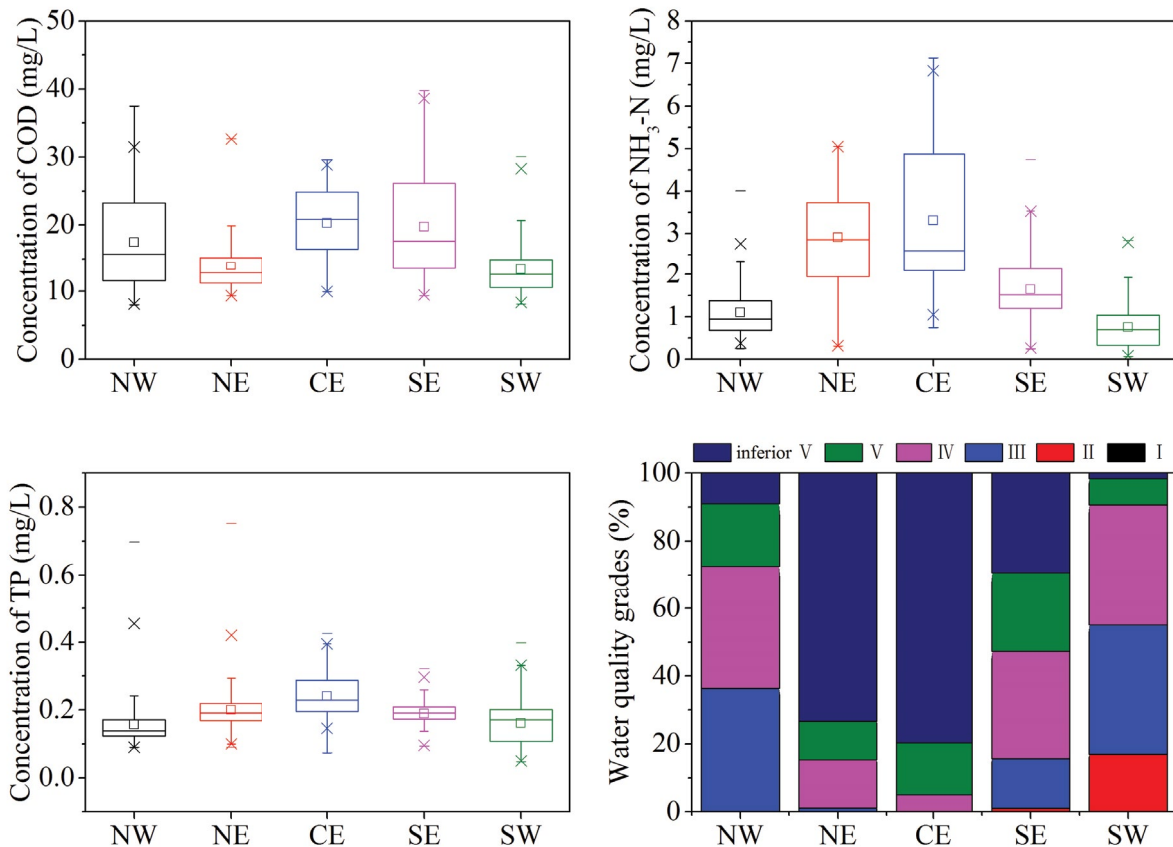 Concentration of COD (mg/L)
50
40
30
20
10
0
NW NE CE SE SW
Concentration of NH₃-N (mg/L)
8
7
6
5
4
3
2
1
0
NW NE CE SE SW
Concentration of TP (mg/L)
0.8
0.6
0.4
0.2
0.0
NW NE CE SE SW
inferior V V IV III II I
Water quality grades (%)
100
80
60
40
20
0
NW NE CE SE SW